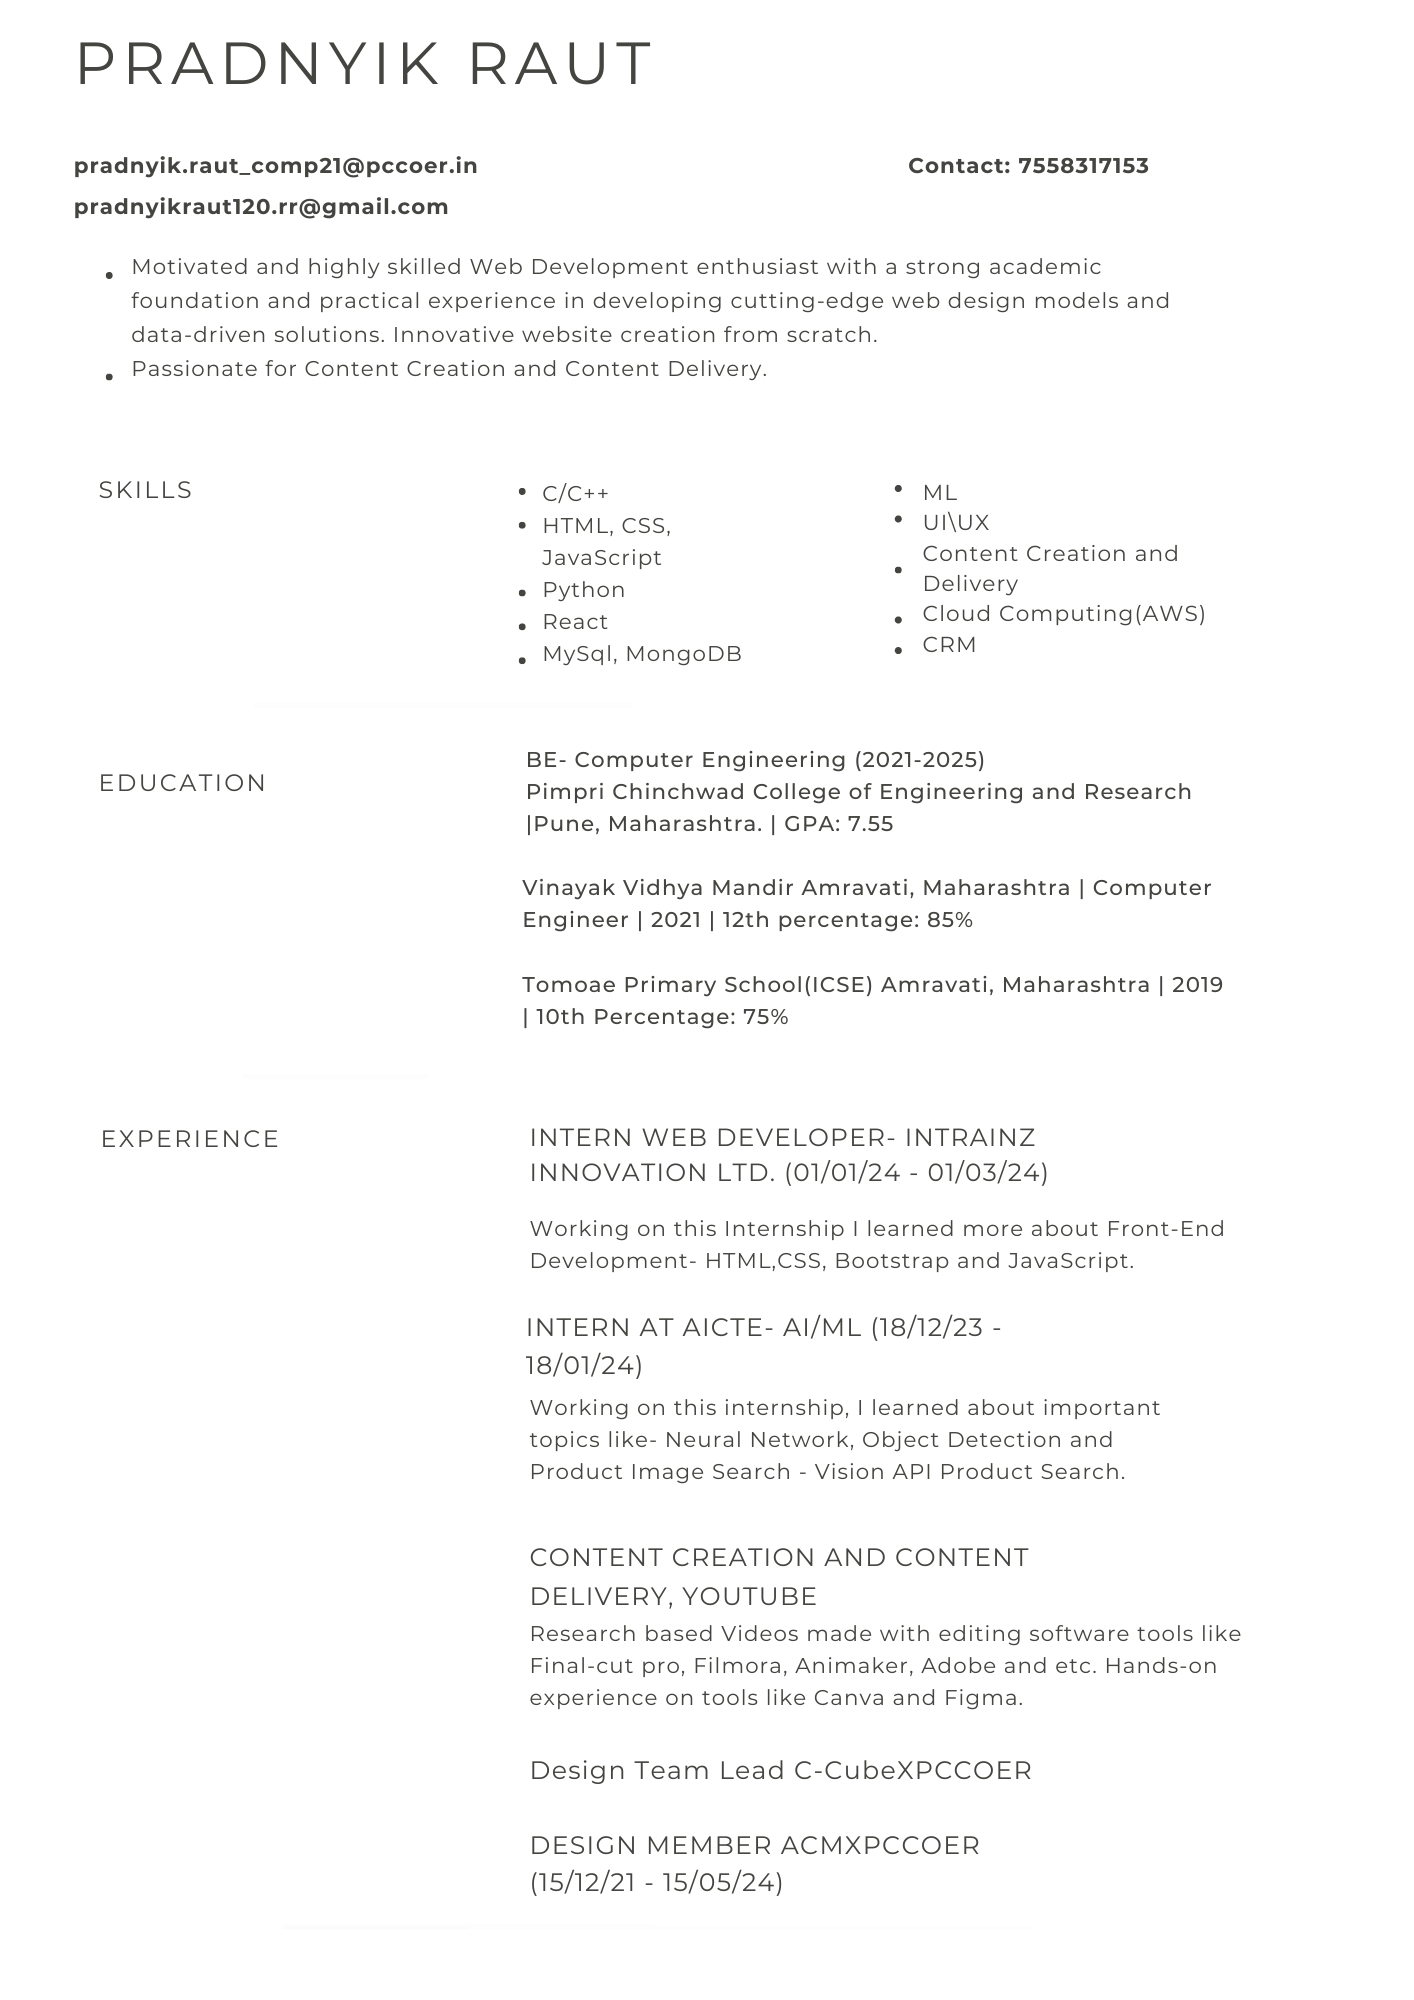 PRADNYIK RAUT
pradnyik.raut_comp21@pccoer.in
Contact: 7558317153
pradnyikraut120.rr@gmail.com
• Motivated and highly skilled Web Development enthusiast with a strong academic
foundation and practical experience in developing cutting-edge web design models and
data-driven solutions. Innovative website creation from scratch.
• Passionate for Content Creation and Content Delivery.
SKILLS
• C/C++
• HTML, CSS,
JavaScript
• Python
• React
• MySql, MongoDB
• ML
• UI\UX
• Content Creation and
Delivery
• Cloud Computing(AWS)
• CRM
EDUCATION
BE- Computer Engineering (2021-2025)
Pimpri Chinchwad College of Engineering and Research
|Pune, Maharashtra. | GPA: 7.55
Vinayak Vidhya Mandir Amravati, Maharashtra | Computer
Engineer | 2021 | 12th percentage: 85%
Tomoae Primary School(ICSE) Amravati, Maharashtra | 2019
| 10th Percentage: 75%
EXPERIENCE
INTERN WEB DEVELOPER- INTRAINZ
INNOVATION LTD. (01/01/24 - 01/03/24)
Working on this Internship I learned more about Front-End
Development- HTML,CSS, Bootstrap and JavaScript.
INTERN AT AICTE- AI/ML (18/12/23 -
18/01/24)
Working on this internship, I learned about important
topics like- Neural Network, Object Detection and
Product Image Search - Vision API Product Search.
CONTENT CREATION AND CONTENT
DELIVERY, YOUTUBE
Research based Videos made with editing software tools like
Final-cut pro, Filmora, Animaker, Adobe and etc. Hands-on
experience on tools like Canva and Figma.
Design Team Lead C-CubeXPCCOER
DESIGN MEMBER ACMXPCCOER
(15/12/21 - 15/05/24)